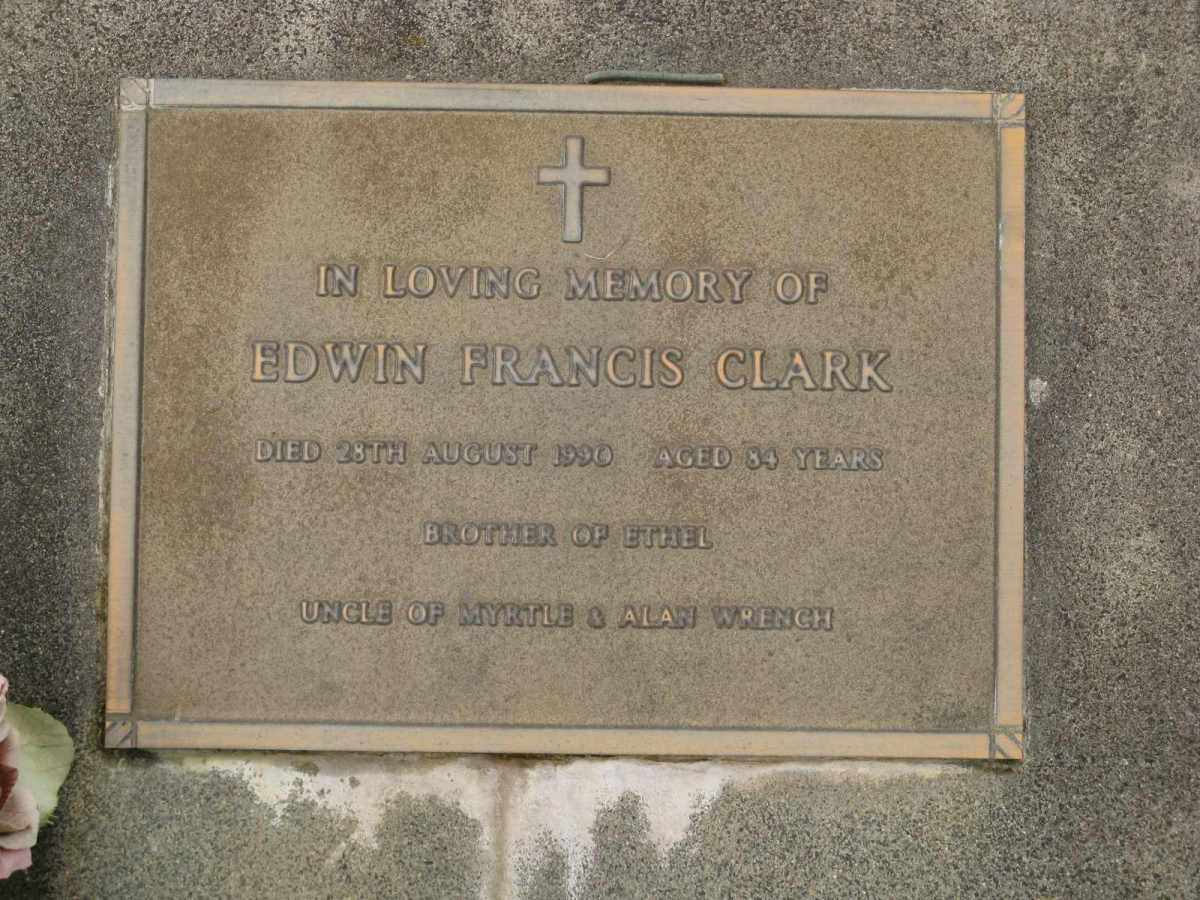 IN LOVING MEMORY OF
EDWIN FRANCIS CLARK
DIED 28TH AUGUST 1990 AGED 84 YEARS
BROTHER OF ETHEL
UNCLE OF MYRTLE & ALAN WRENCH